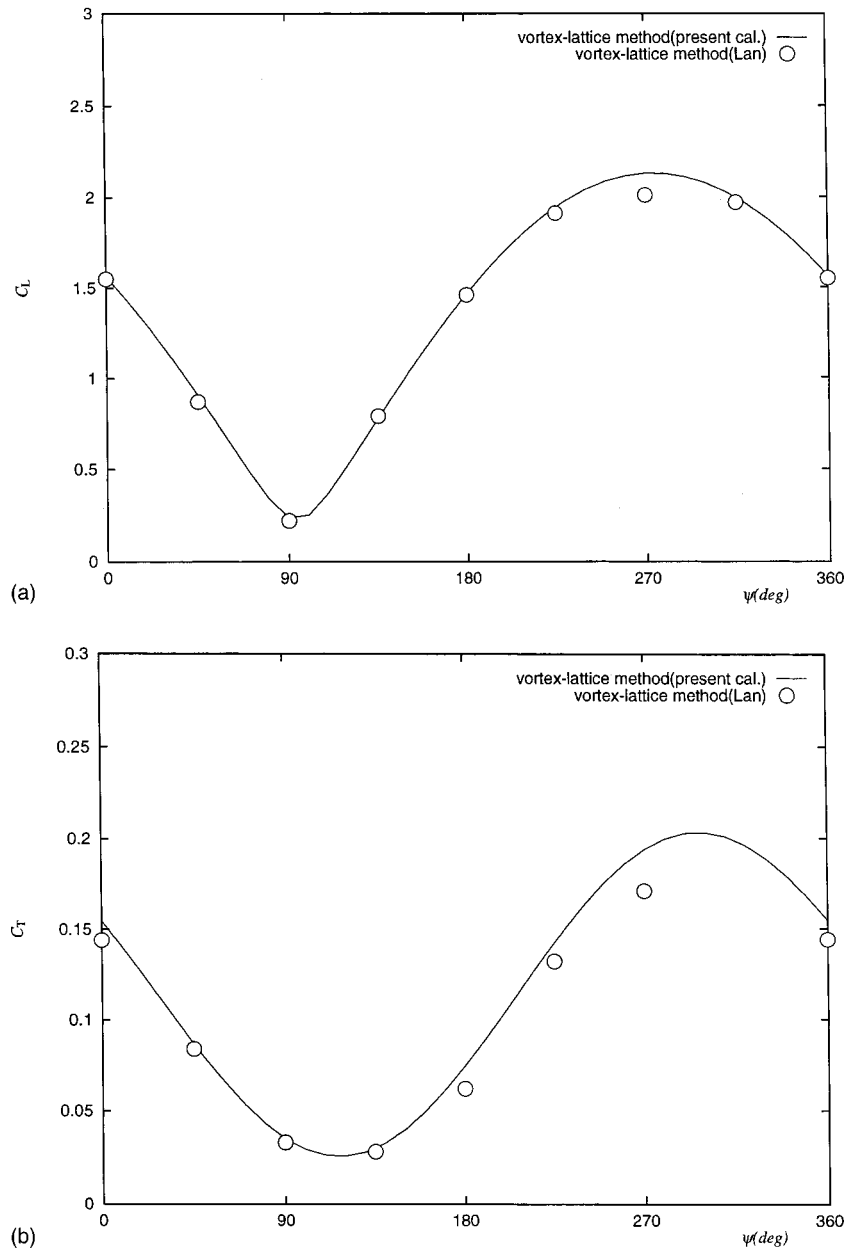 3
vortex-lattice method(present cal.)
vortex-lattice method(Lan)
2.5
2
C_L
1.5
1
0.5
0
0 90 180 270 360
(a)
ψ(deg)
0.3
vortex-lattice method(present cal.)
vortex-lattice method(Lan)
0.25
0.2
C_T
0.15
0.1
0.05
0
0 90 180 270 360
(b)
ψ(deg)